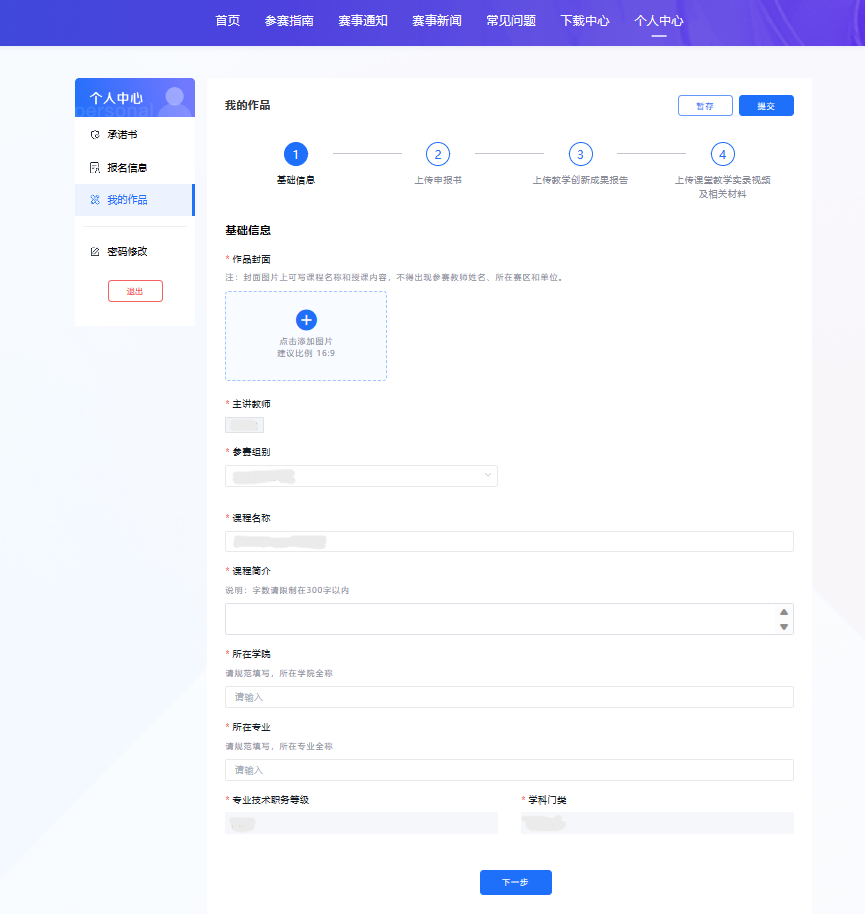 首页 参赛指南 赛事通知 赛事新闻 常见问题 下载中心 个人中心
个人中心
personal
承诺书
报名信息
我的作品
密码修改
退出
我的作品
暂存 提交
1 2 3 4
基础信息 上传申报书 上传教学创新成果报告 上传课堂教学实录视频
及相关材料
基础信息
* 作品封面
注：封面图片上可写课程名称和授课内容，不得出现参赛教师姓名、所在赛区和单位。
点击添加图片
建议比例 16:9
* 主讲教师
* 参赛组别
* 课程名称
* 课程简介
说明：字数请限制在300字以内
* 所在学院
请规范填写，所在学院全称
请输入
* 所在专业
请规范填写，所在专业全称
请输入
* 专业技术职务等级 * 学科门类
下一步